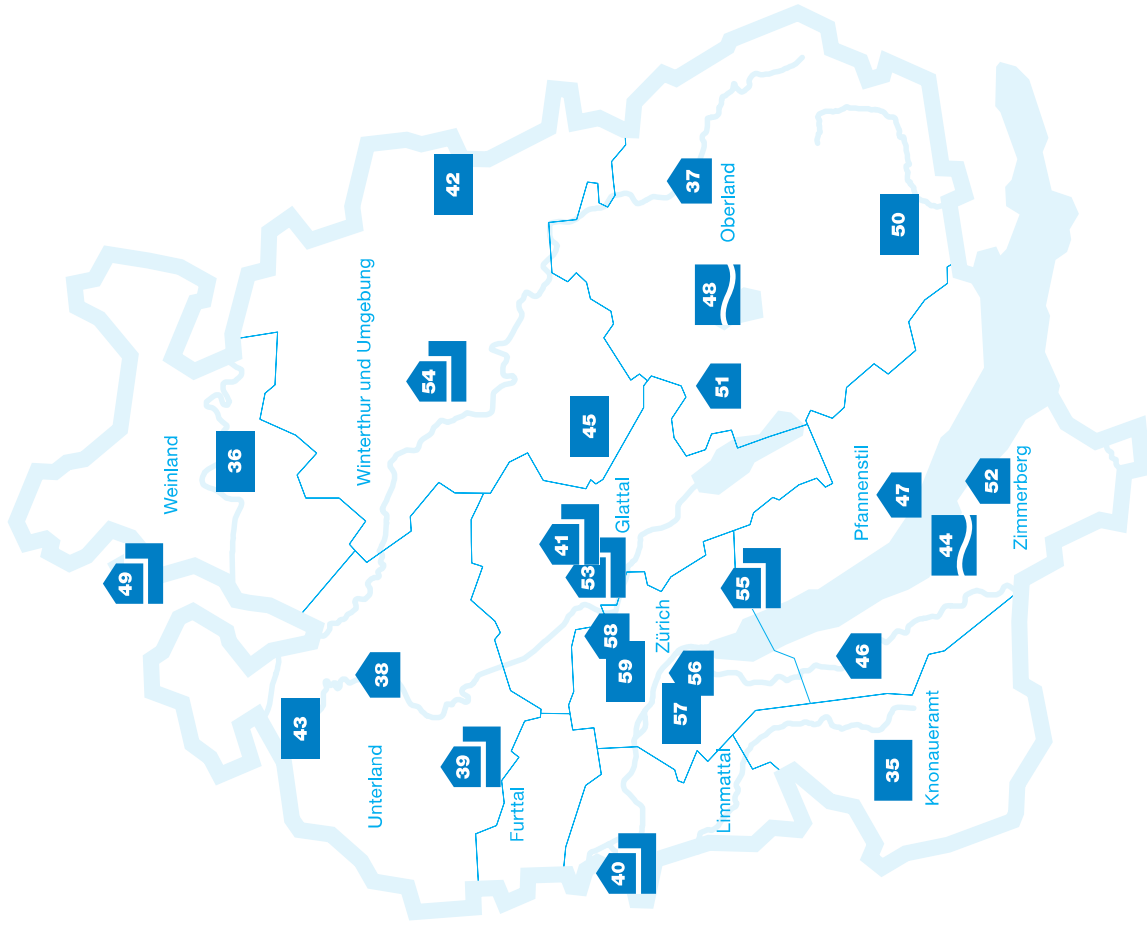 49
Weinland
36
43
38
Unterland
Winterthur und Umgebung
42
54
39
Furttal
45
41
53
Glattal
40
58
59
Zürich
37
Oberland
48
51
56
57
Limmattal
55
50
47
Pfannenstil
46
35
Knonaueramt
44
52
Zimmerberg